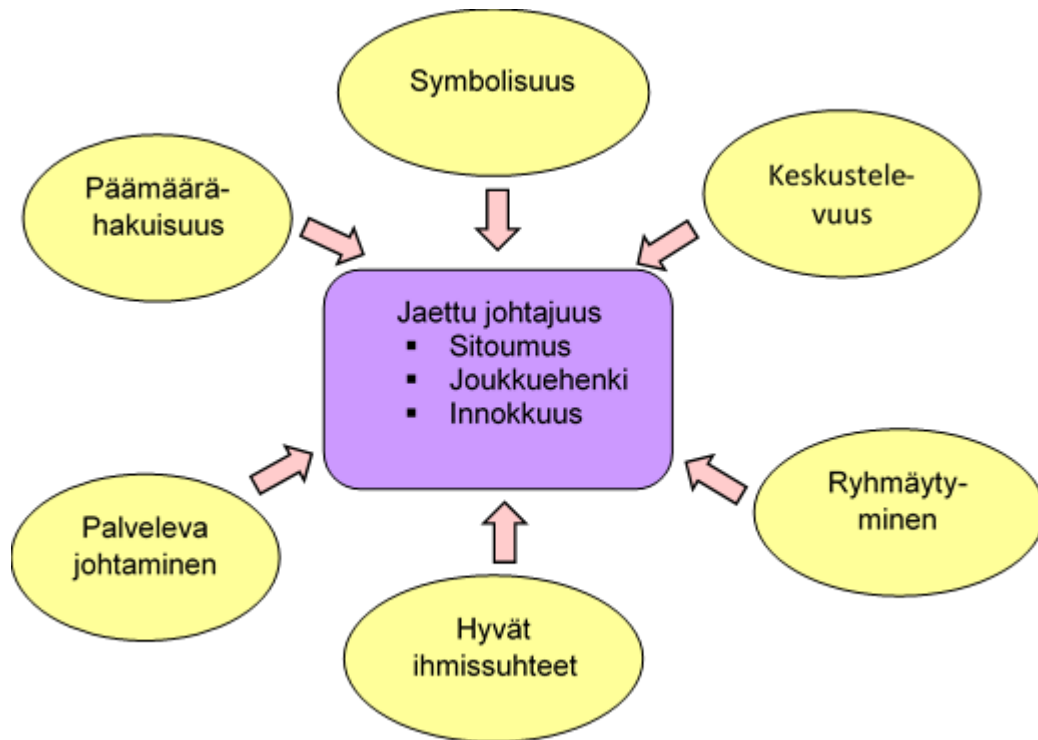 Symbolisuus
Päämäärä-
hakuisuus
Keskustele-
vuus
Jaettu johtajuus
▪ Sitoumus
▪ Joukkuehenki
▪ Innokkuus
Palveleva
johtaminen
Ryhmäyty-
minen
Hyvät
ihmissuhteet